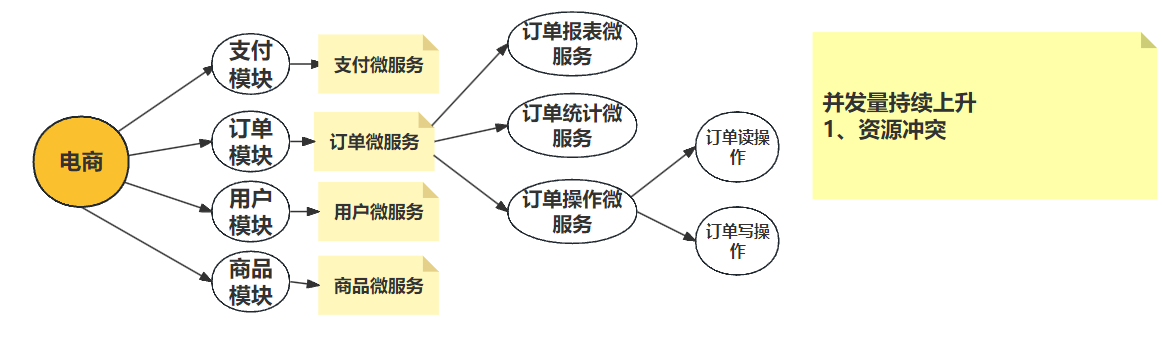 电商
支付
模块
订单
模块
用户
模块
商品
模块
支付微服务
订单微服务
用户微服务
商品微服务
订单报表微
服务
订单统计微
服务
订单操作微
服务
订单读操
作
订单写操
作
并发量持续上升
1、资源冲突